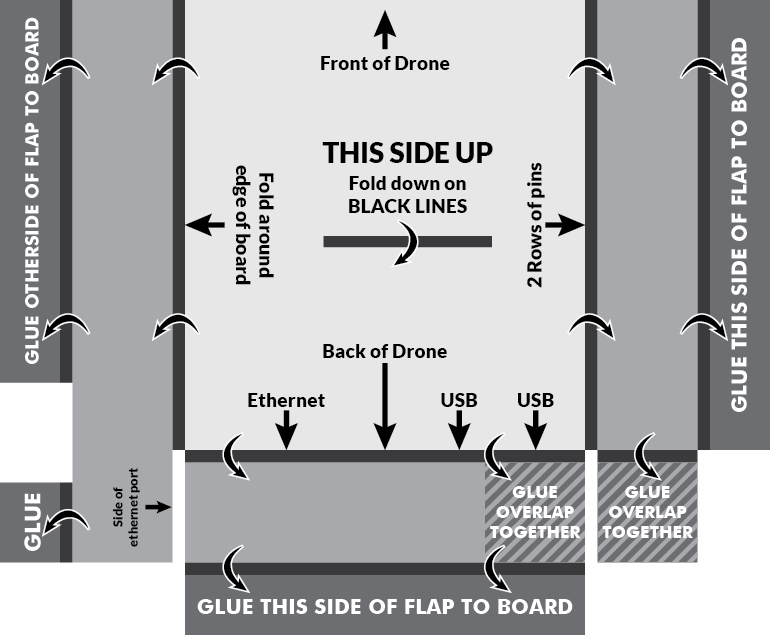 Front of Drone
THIS SIDE UP
Fold down on
BLACK LINES
GLUE OTHERSIDE OF FLAP TO BOARD
Fold around
edge of board
2 Rows of pins
GLUE THIS SIDE OF FLAP TO BOARD
Back of Drone
Ethernet
USB
USB
GLUE
Side of
ethernet port
GLUE
OVERLAP
TOGETHER
GLUE
OVERLAP
TOGETHER
GLUE THIS SIDE OF FLAP TO BOARD